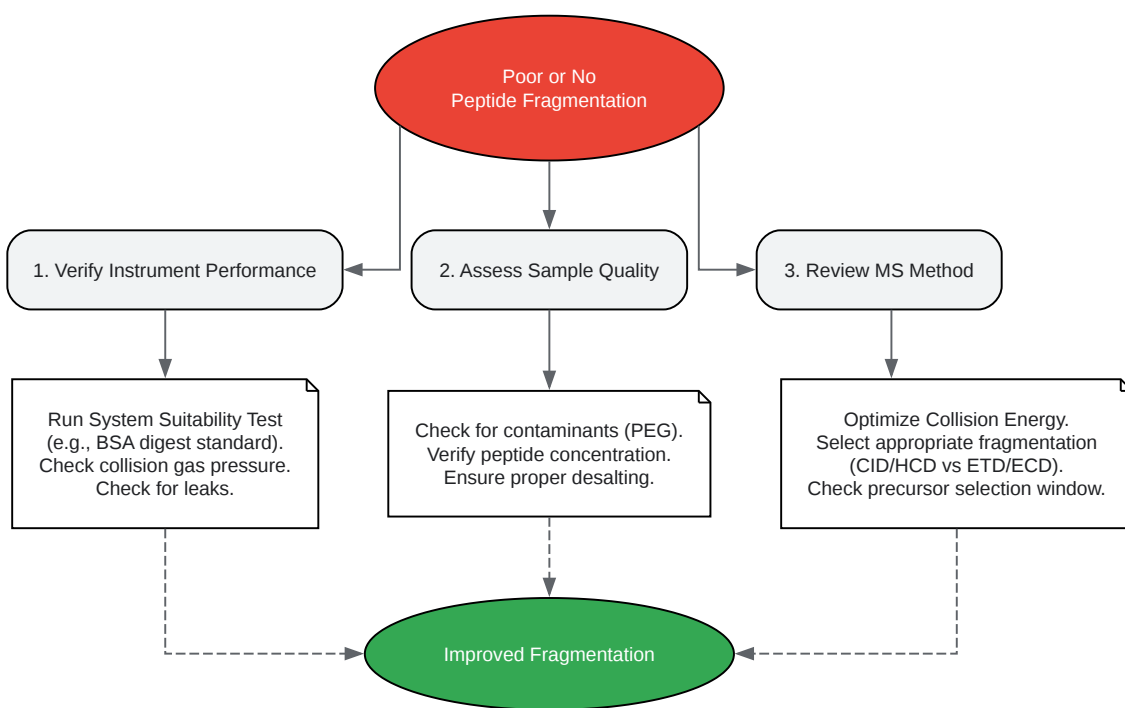 Poor or No
Peptide Fragmentation
1. Verify Instrument Performance
2. Assess Sample Quality
3. Review MS Method
Run System Suitability Test
(e.g., BSA digest standard).
Check collision gas pressure.
Check for leaks.
Check for contaminants (PEG).
Verify peptide concentration.
Ensure proper desalting.
Optimize Collision Energy.
Select appropriate fragmentation
(CID/HCD vs ETD/ECD).
Check precursor selection window.
Improved Fragmentation